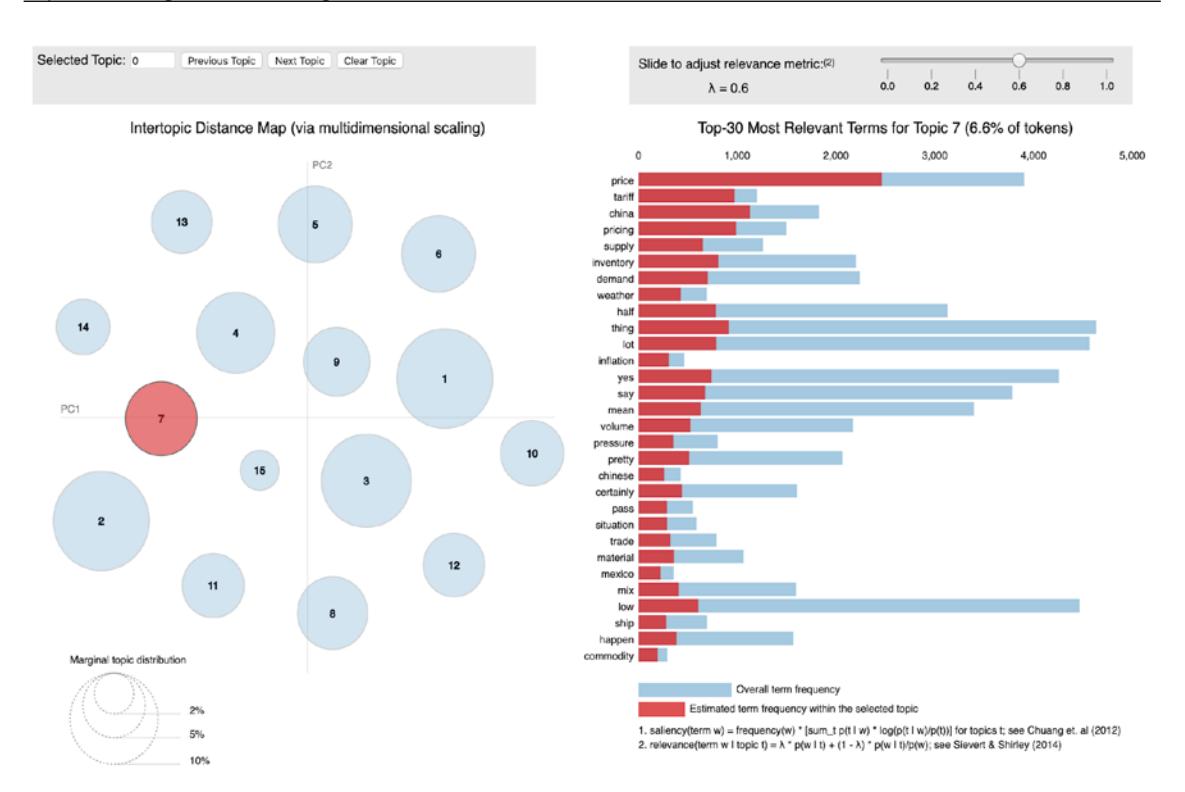 Selected Topic: 0 Previous Topic Next Topic Clear Topic
Slide to adjust relevance metric:(2)
λ = 0.6
0.0 0.2 0.4 0.6 0.8 1.0
Intertopic Distance Map (via multidimensional scaling)
PC2
PC1
13
5
6
14
4
9
1
7
10
15
3
2
12
11
8
Marginal topic distribution
2%
5%
10%
Top-30 Most Relevant Terms for Topic 7 (6.6% of tokens)
0 1,000 2,000 3,000 4,000 5,000
price
tariff
china
pricing
supply
inventory
demand
weather
half
thing
lot
inflation
yes
say
mean
volume
pressure
pretty
chinese
certainly
pass
situation
trade
material
mexico
mix
low
ship
happen
commodity
Overall term frequency
Estimated term frequency within the selected topic
1. saliency(term w) = frequency(w) * [sum_t p(t | w) * log(p(t | w)/p(t))] for topics t; see Chuang et. al (2012)
2. relevance(term w | topic t) = λ * p(w | t) + (1 - λ) * p(w | t)/p(w); see Sievert & Shirley (2014)